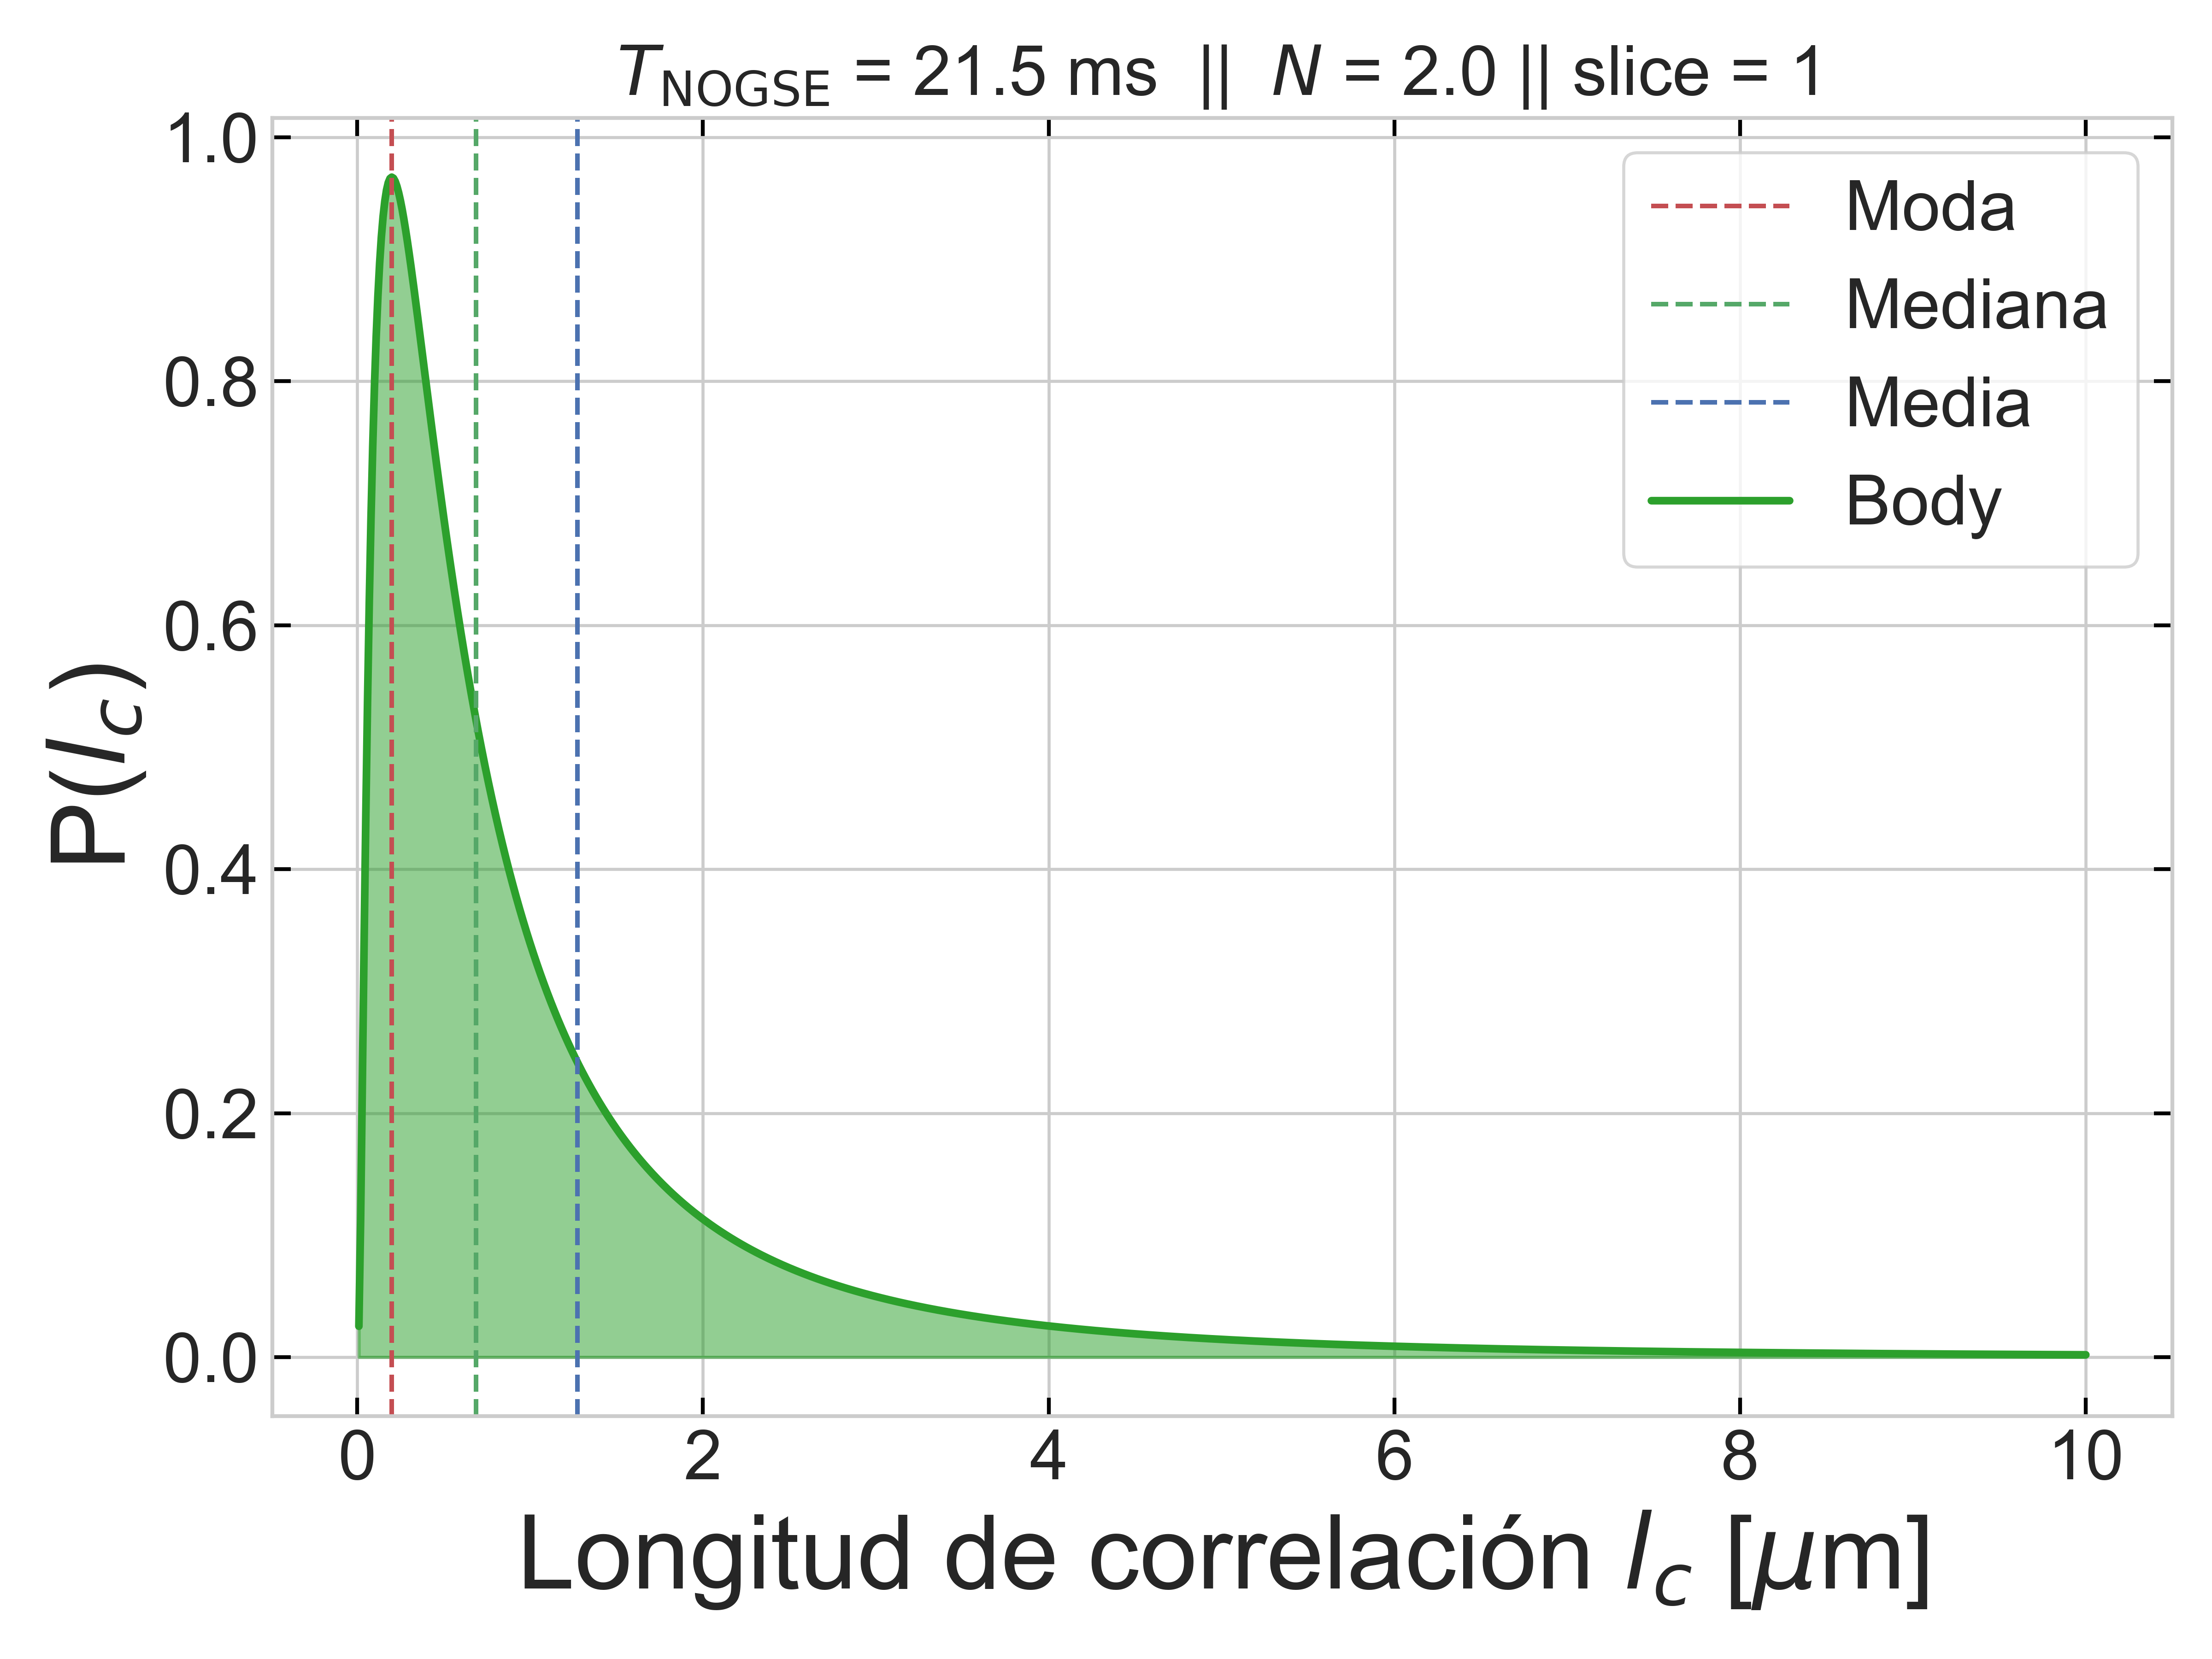 T_NOGSE = 21.5 ms || N = 2.0 || slice = 1
1.0
0.8
0.6
0.4
0.2
0.0
P(l_c)
Moda
Mediana
Media
Body
0 2 4 6 8 10
Longitud de correlación l_c [μm]